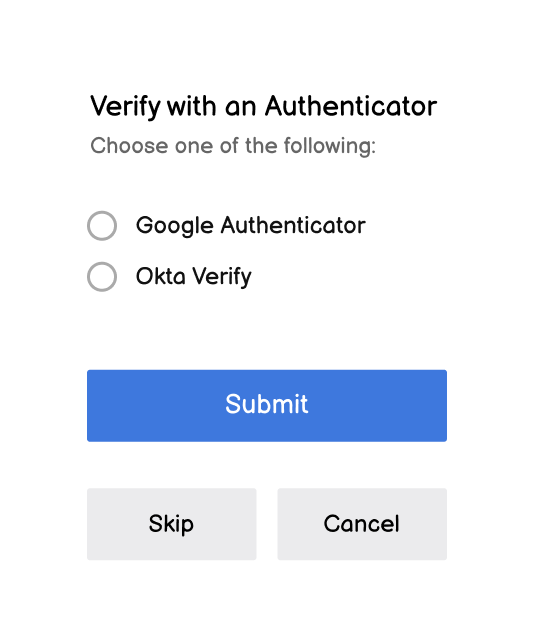 Verify with an Authenticator
Choose one of the following:
Google Authenticator
Okta Verify
Submit
Skip
Cancel